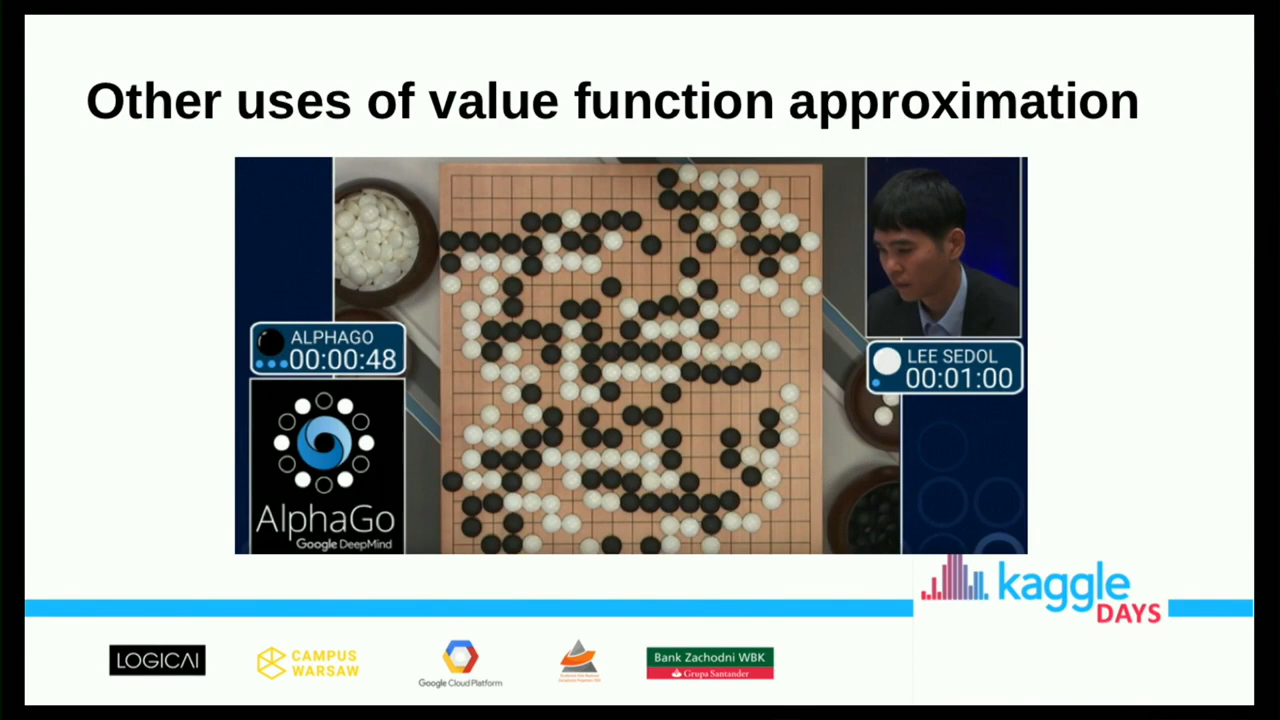 Other uses of value function approximation
ALPHAGO
00:00:48
LEE SEDOL
00:01:00
AlphaGo
Google DeepMind
kaggle
DAYS
LOGICAI
CAMPUS
WARSAW
Google Cloud Platform
Bank Zachodni WBK
Grupa Santander